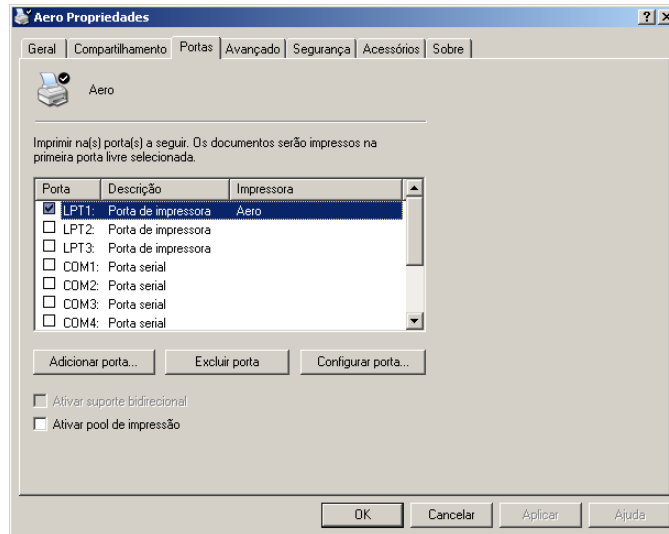 Aero Propriedades
Geral Compartilhamento Portas Avançado Segurança Acessórios Sobre
Aero
Imprimir na(s) porta(s) a seguir. Os documentos serão impressos na
primeira porta livre selecionada.
Porta Descrição Impressora
LPT1: Porta de impressora Aero
LPT2: Porta de impressora
LPT3: Porta de impressora
COM1: Porta serial
COM2: Porta serial
COM3: Porta serial
COM4: Porta serial
Adicionar porta... Excluir porta Configurar porta...
Ativar suporte bidirecional
Ativar pool de impressão
OK Cancelar Aplicar Ajuda